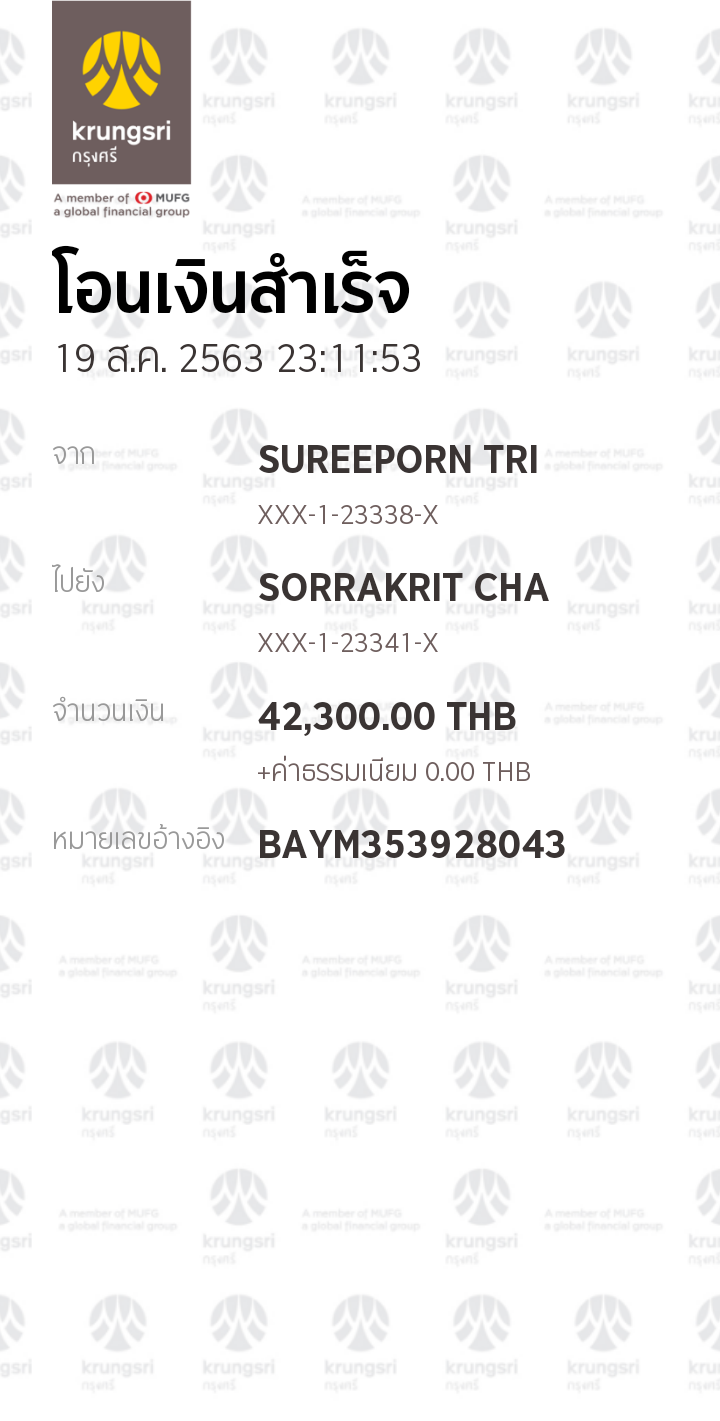 krungsri
กรุงศรี
A member of MUFG
a global financial group
โอนเงินสำเร็จ
19 ส.ค. 2563 23:11:53
จาก SUREEPORN TRI
XXX-1-23338-X
ไปยัง SORRAKRIT CHA
XXX-1-23341-X
จำนวนเงิน 42,300.00 THB
+ค่าธรรมเนียม 0.00 THB
หมายเลขอ้างอิง BAYM353928043